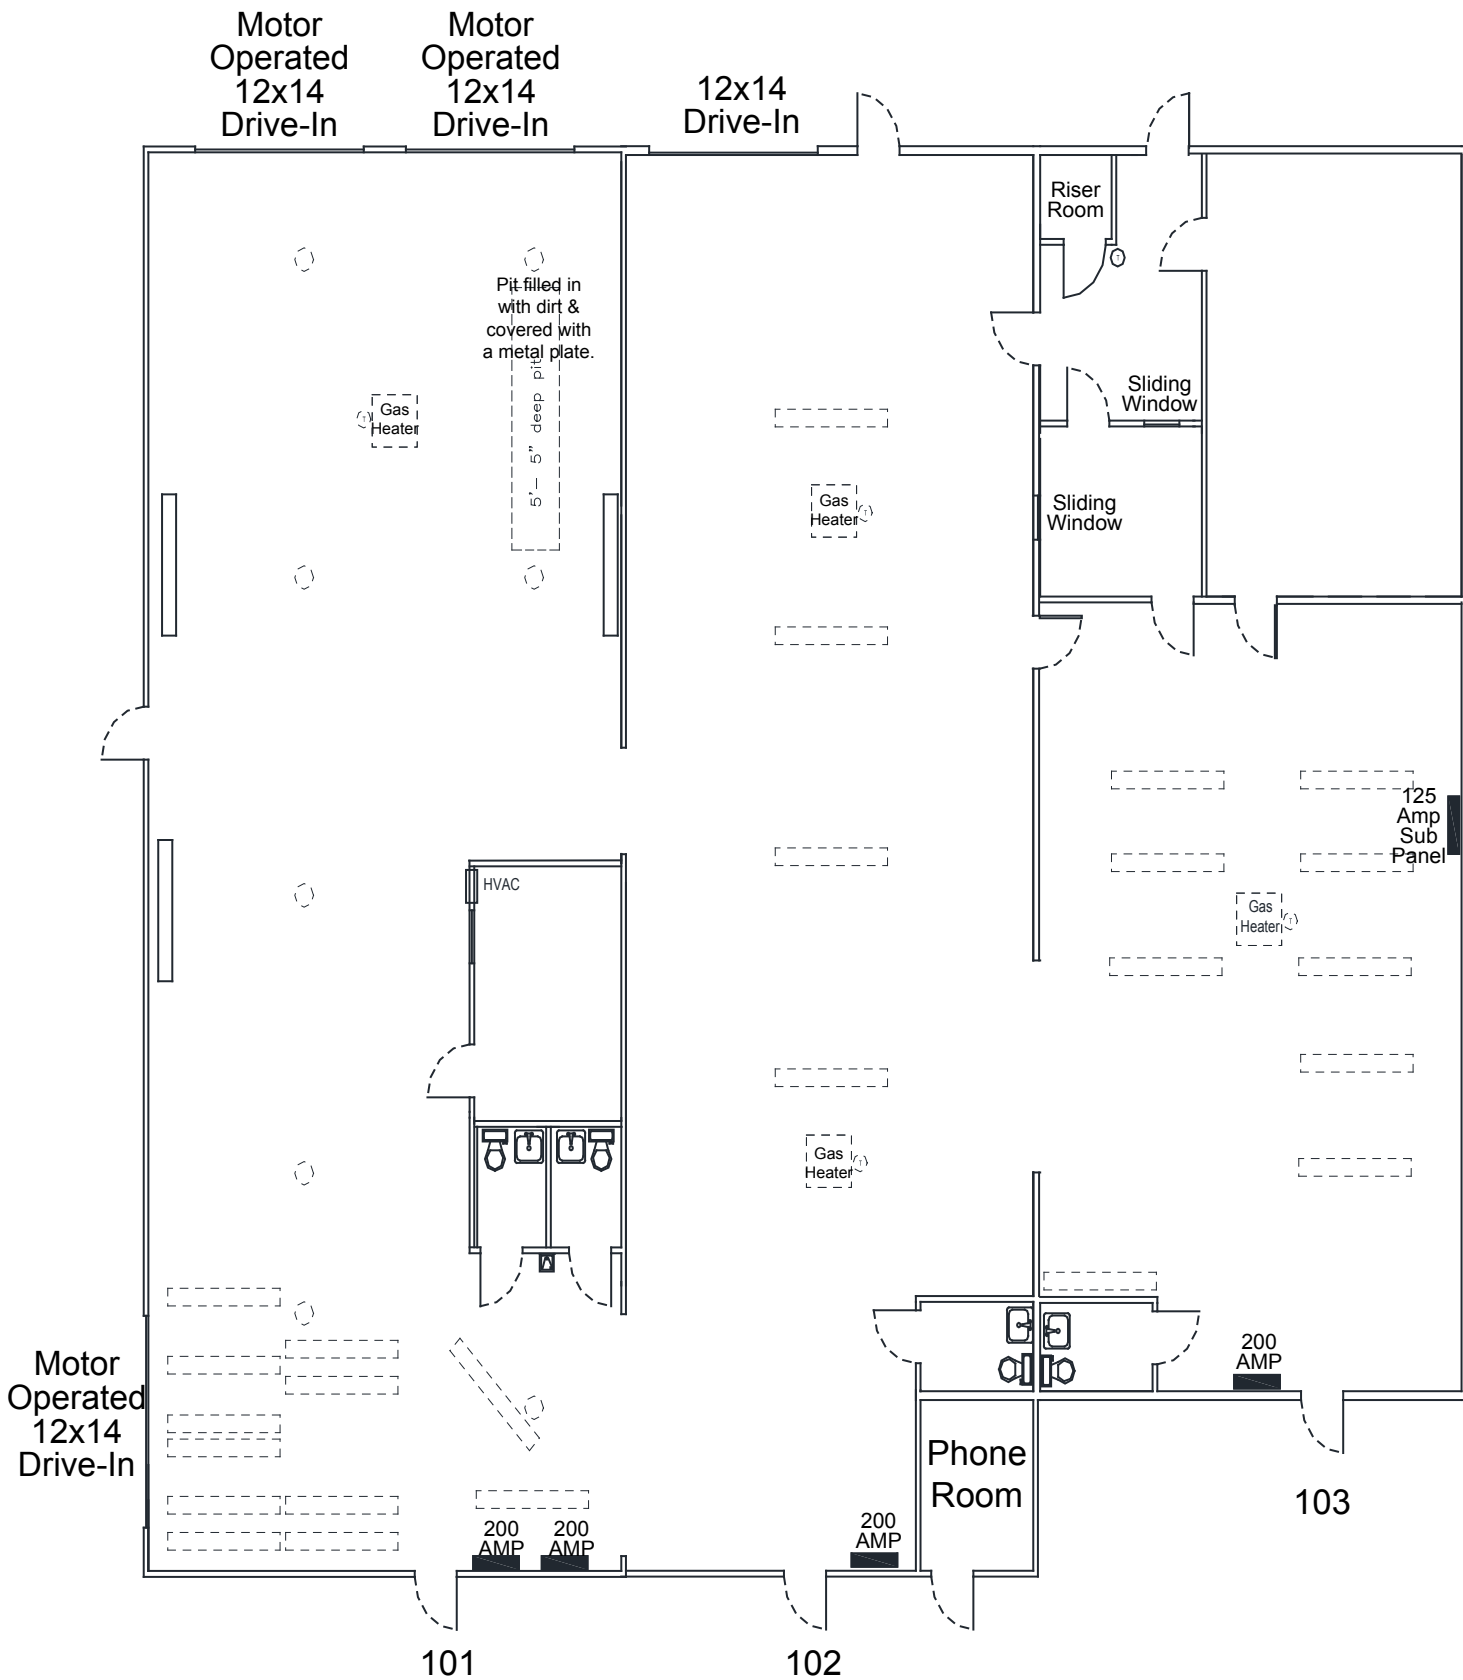 Motor
Operated
12x14
Drive-In
Motor
Operated
12x14
Drive-In
12x14
Drive-In
Riser
Room
T
Pit filled in
with dirt &
covered with
a metal plate.
5'- 5" deep pit
Gas
Heater
T
Sliding
Window
Gas
Heater
T
Sliding
Window
125
Amp
Sub
Panel
HVAC
Gas
Heater
T
Gas
Heater
T
Motor
Operated
12x14
Drive-In
200
AMP
Phone
Room
103
200
AMP
200
AMP
200
AMP
101
102